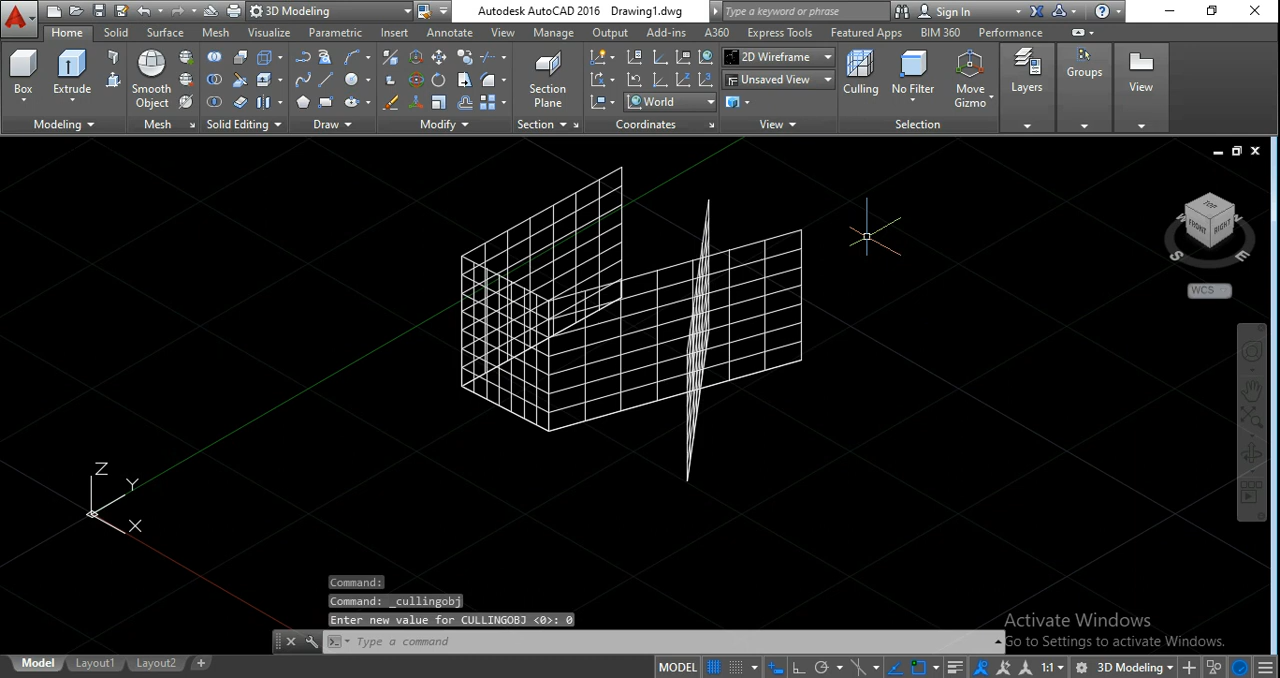 3D Modeling
Autodesk AutoCAD 2016 Drawing1.dwg
Type a keyword or phrase
Sign In
Home Solid Surface Mesh Visualize Parametric Insert Annotate View Manage Output Add-ins A360 Express Tools Featured Apps BIM 360 Performance
Box
Extrude
Smooth
Object
Section
Plane
World
2D Wireframe
Unsaved View
Culling
No Filter
Move
Gizmo
Layers
Groups
View
Modeling Mesh Solid Editing Draw Modify Section Coordinates View Selection
TOP
FRONT
RIGHT
W
N
S
E
WCS
Z
Y
X
Command:
Command: _cullingobj
Enter new value for CULLINGOBJ <0>: 0
Type a command
Activate Windows
Go to Settings to activate Windows.
Model Layout1 Layout2 +
MODEL
1:1
3D Modeling